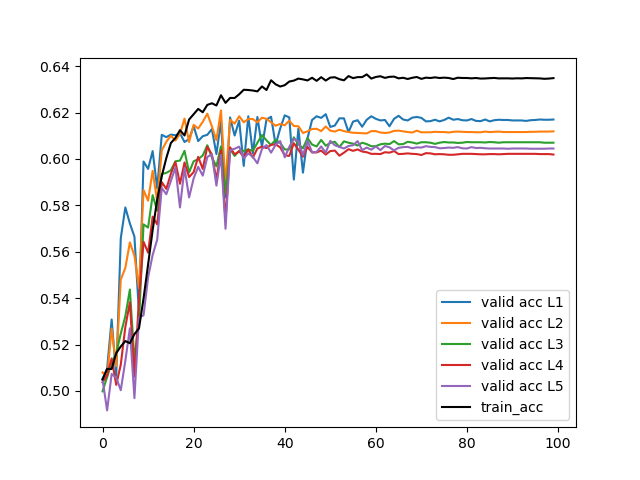 0.64
0.62
0.60
0.58
0.56
0.54
0.52
0.50
0
20
40
60
80
100
valid acc L1
valid acc L2
valid acc L3
valid acc L4
valid acc L5
train_acc